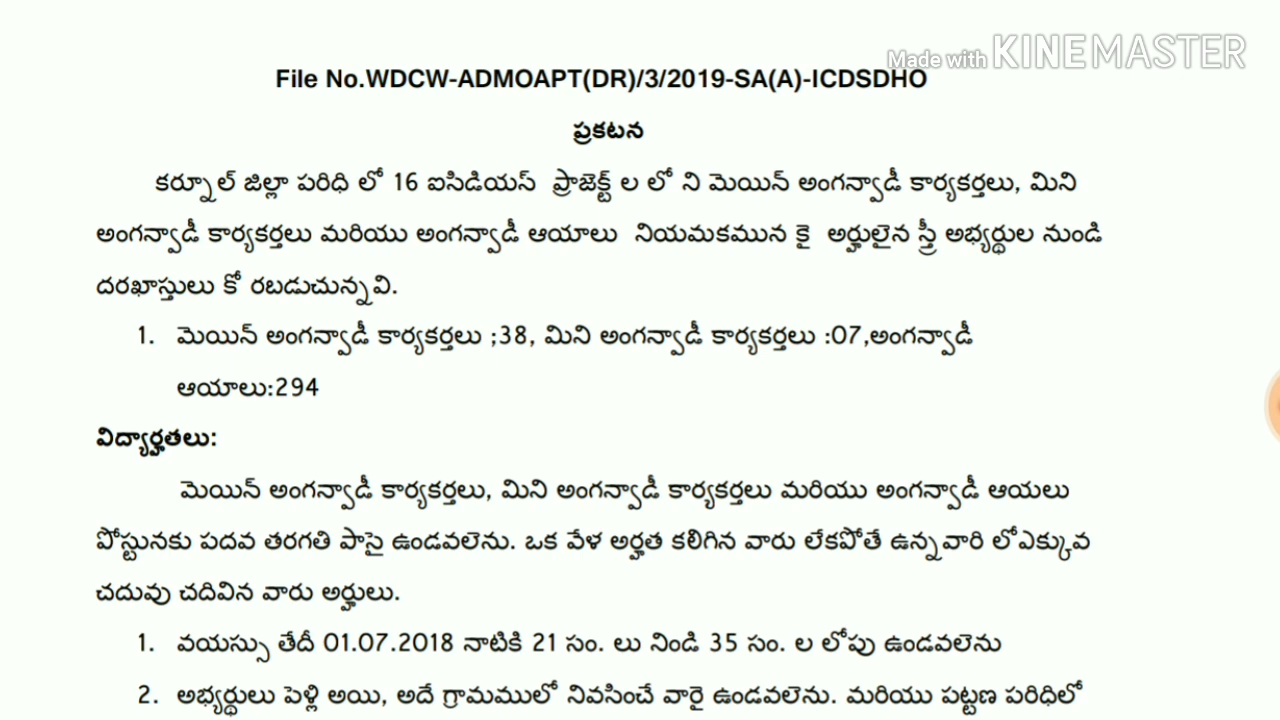 Made with KINEMASTER
File No.WDCW-ADMOAPT(DR)/3/2019-SA(A)-ICDSDHO
ప్రకటన
కర్నూల్ జిల్లా పరిధి లో 16 ఐసిడియస్ ప్రాజెక్ట్ ల లో ని మెయిన్ అంగన్వాడీ కార్యకర్తలు, మిని
అంగన్వాడీ కార్యకర్తలు మరియు అంగన్వాడీ ఆయాలు నియమకమున కై అర్హులైన స్త్రీ అభ్యర్థుల నుండి
దరఖాస్తులు కో రబడుచున్నవి.
1. మెయిన్ అంగన్వాడీ కార్యకర్తలు ;38, మిని అంగన్వాడీ కార్యకర్తలు :07,అంగన్వాడీ
ఆయాలు:294
విద్యార్హతలు:
మెయిన్ అంగన్వాడీ కార్యకర్తలు, మిని అంగన్వాడీ కార్యకర్తలు మరియు అంగన్వాడీ ఆయలు
పోస్టునకు పదవ తరగతి పాసై ఉండవలెను. ఒక వేళ అర్హత కలిగిన వారు లేకపోతే ఉన్నవారి లోఎక్కువ
చదువు చదివిన వారు అర్హులు.
1. వయస్సు తేదీ 01.07.2018 నాటికి 21 సం. లు నిండి 35 సం. ల లోపు ఉండవలెను
2. అభ్యర్థులు పెళ్లి అయి, అదే గ్రామములో నివసించే వారై ఉండవలెను. మరియు పట్టణ పరిధిలో